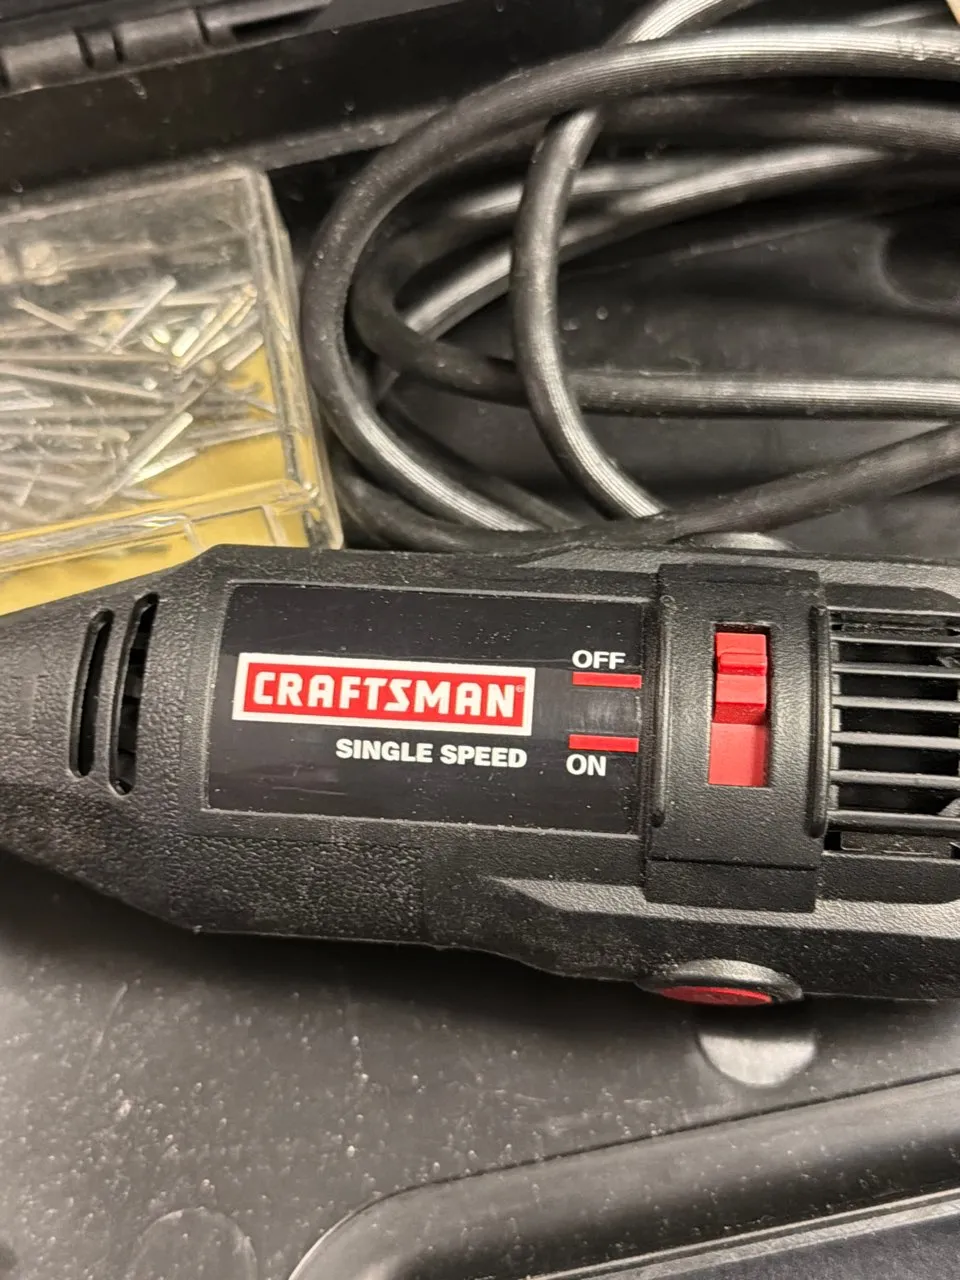 CRAFTSMAN®
SINGLE SPEED
OFF
ON